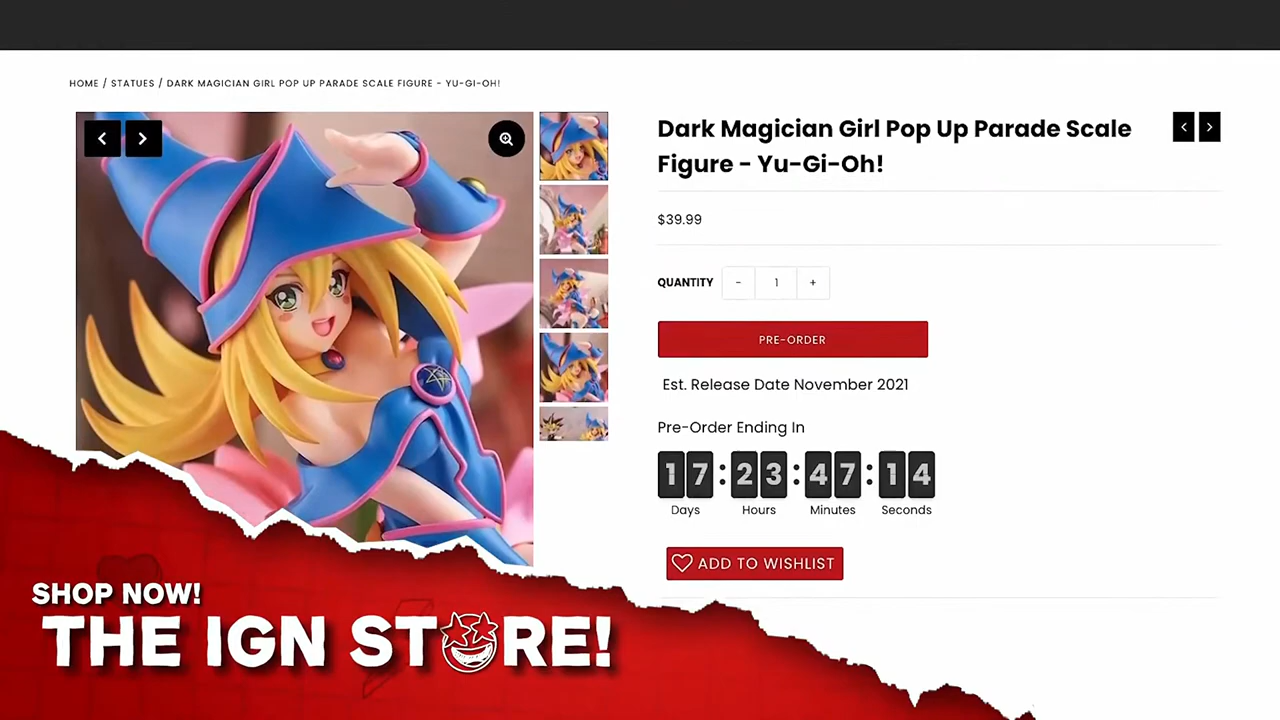 HOME / STATUES / DARK MAGICIAN GIRL POP UP PARADE SCALE FIGURE - YU-GI-OH!
Dark Magician Girl Pop Up Parade Scale
Figure - Yu-Gi-Oh!
$39.99
QUANTITY - 1 +
PRE-ORDER
Est. Release Date November 2021
Pre-Order Ending In
17:23:47:14
Days Hours Minutes Seconds
ADD TO WISHLIST
SHOP NOW!
THE IGN STORE!